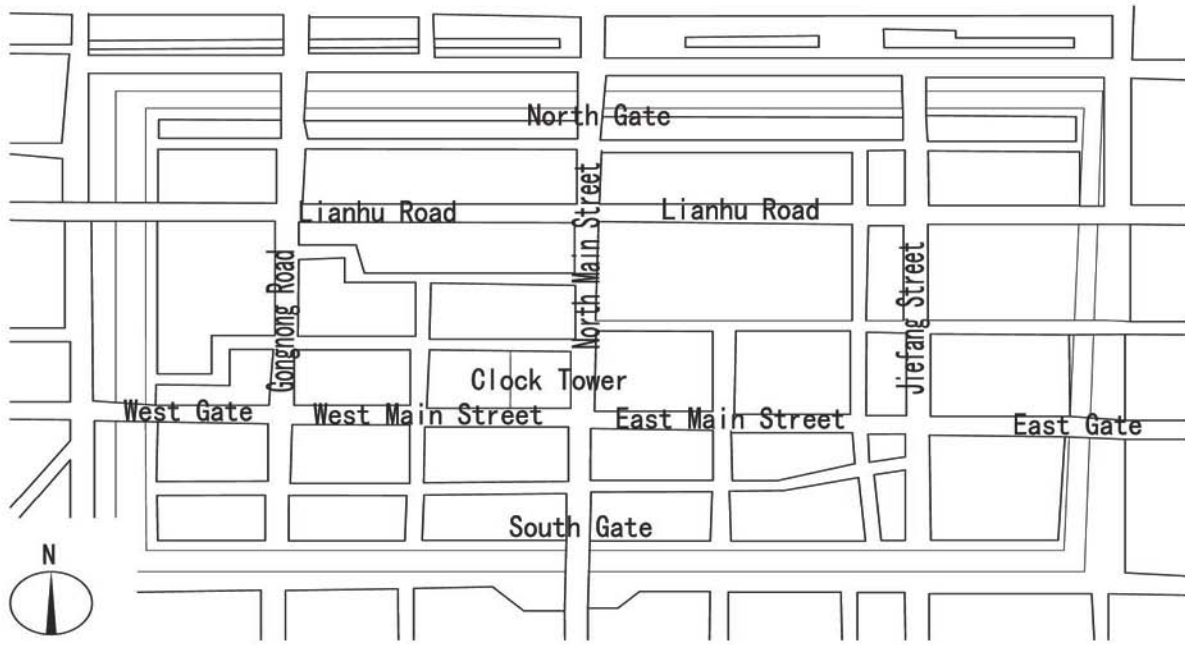 North Gate
Lianhu Road
Lianhu Road
North Main Street
Gongnong Road
Jiefang Street
Clock Tower
West Gate
West Main Street
East Main Street
East Gate
South Gate
N